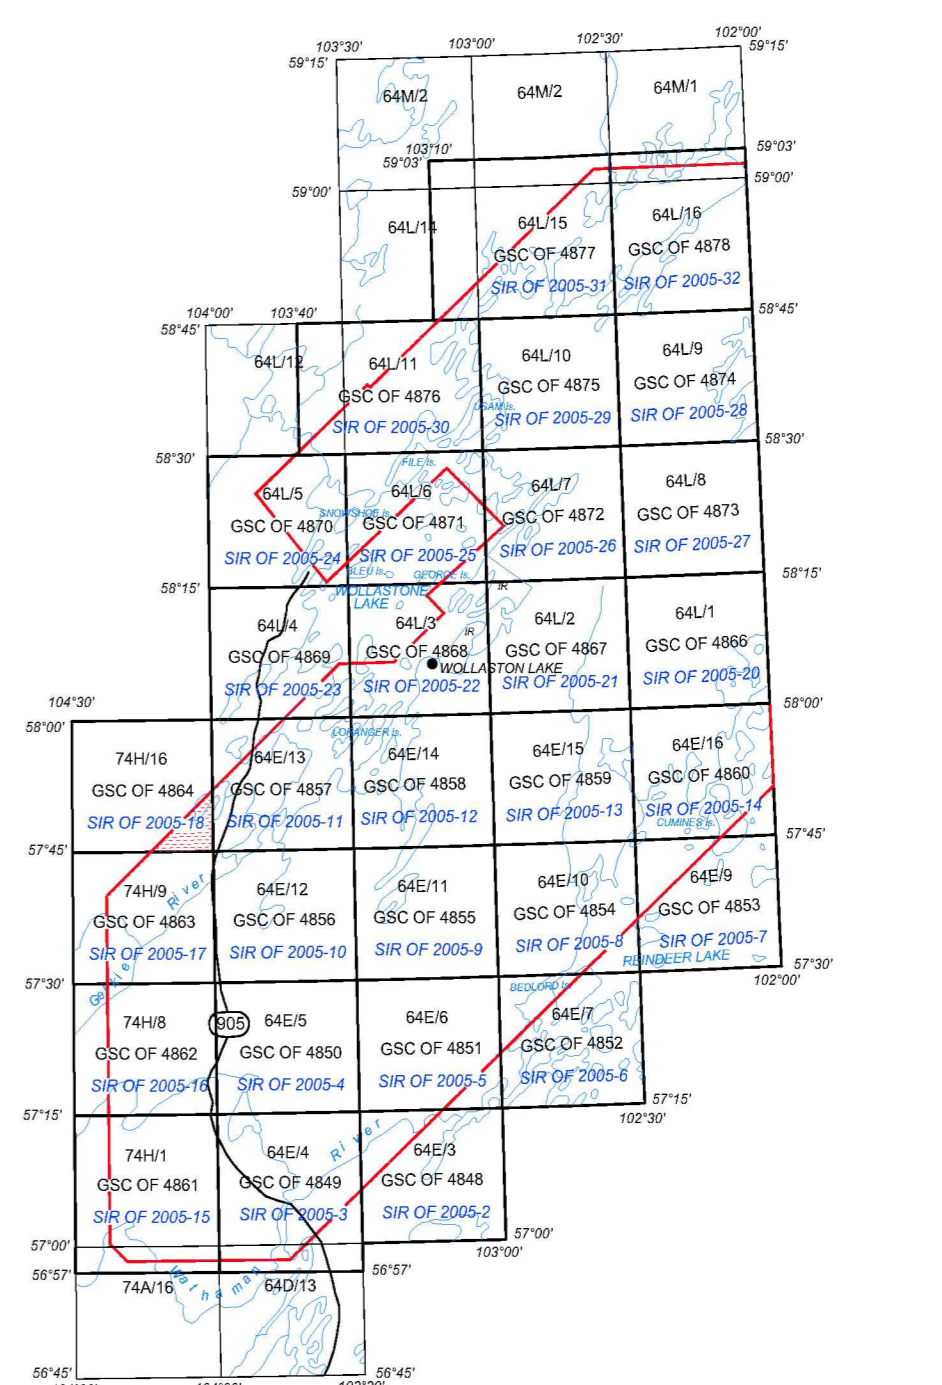 103°30'
103°00'
102°30'
102°00'
59°15'
59°15'
64M/2
64M/2
64M/1
103°10'
59°03'
59°03'
59°00'
59°00'
64L/14
64L/15
GSC OF 4877
SIR OF 2005-31
64L/16
GSC OF 4878
SIR OF 2005-32
104°00'
103°40'
58°45'
58°45'
64L/12
64L/11
GSC OF 4876
SIR OF 2005-30
64L/10
GSC OF 4875
USAM Is.
SIR OF 2005-29
64L/9
GSC OF 4874
SIR OF 2005-28
58°30'
58°30'
FILE Is.
64L/5
GSC OF 4870
SIR OF 2005-24
SNOWSHOE Is.
64L/6
GSC OF 4871
SIR OF 2005-25
64L/7
GSC OF 4872
SIR OF 2005-26
64L/8
GSC OF 4873
SIR OF 2005-27
BLEU Is.
GEORGE Is.
58°15'
58°15'
WOLLASTONE
LAKE
IR
64L/4
GSC OF 4869
SIR OF 2005-23
64L/3
IR
GSC OF 4868
WOLLASTON LAKE
SIR OF 2005-22
64L/2
GSC OF 4867
SIR OF 2005-21
64L/1
GSC OF 4866
SIR OF 2005-20
104°30'
58°00'
58°00'
LORANGER Is.
74H/16
GSC OF 4864
SIR OF 2005-18
64E/13
GSC OF 4857
SIR OF 2005-11
64E/14
GSC OF 4858
SIR OF 2005-12
64E/15
GSC OF 4859
SIR OF 2005-13
64E/16
GSC OF 4860
SIR OF 2005-14
CUMINES Is.
57°45'
57°45'
74H/9
GSC OF 4863
SIR OF 2005-17
Geikie River
64E/12
GSC OF 4856
SIR OF 2005-10
64E/11
GSC OF 4855
SIR OF 2005-9
64E/10
GSC OF 4854
SIR OF 2005-8
64E/9
GSC OF 4853
SIR OF 2005-7
REINDEER LAKE
57°30'
57°30'
102°00'
BEDLORD Is.
74H/8
GSC OF 4862
SIR OF 2005-16
905
64E/5
GSC OF 4850
SIR OF 2005-4
64E/6
GSC OF 4851
SIR OF 2005-5
64E/7
GSC OF 4852
SIR OF 2005-6
57°15'
57°15'
102°30'
74H/1
GSC OF 4861
SIR OF 2005-15
64E/4
GSC OF 4849
SIR OF 2005-3
River
64E/3
GSC OF 4848
SIR OF 2005-2
57°00'
57°00'
103°00'
56°57'
56°57'
Wathaman
74A/16
64D/13
56°45'
56°45'